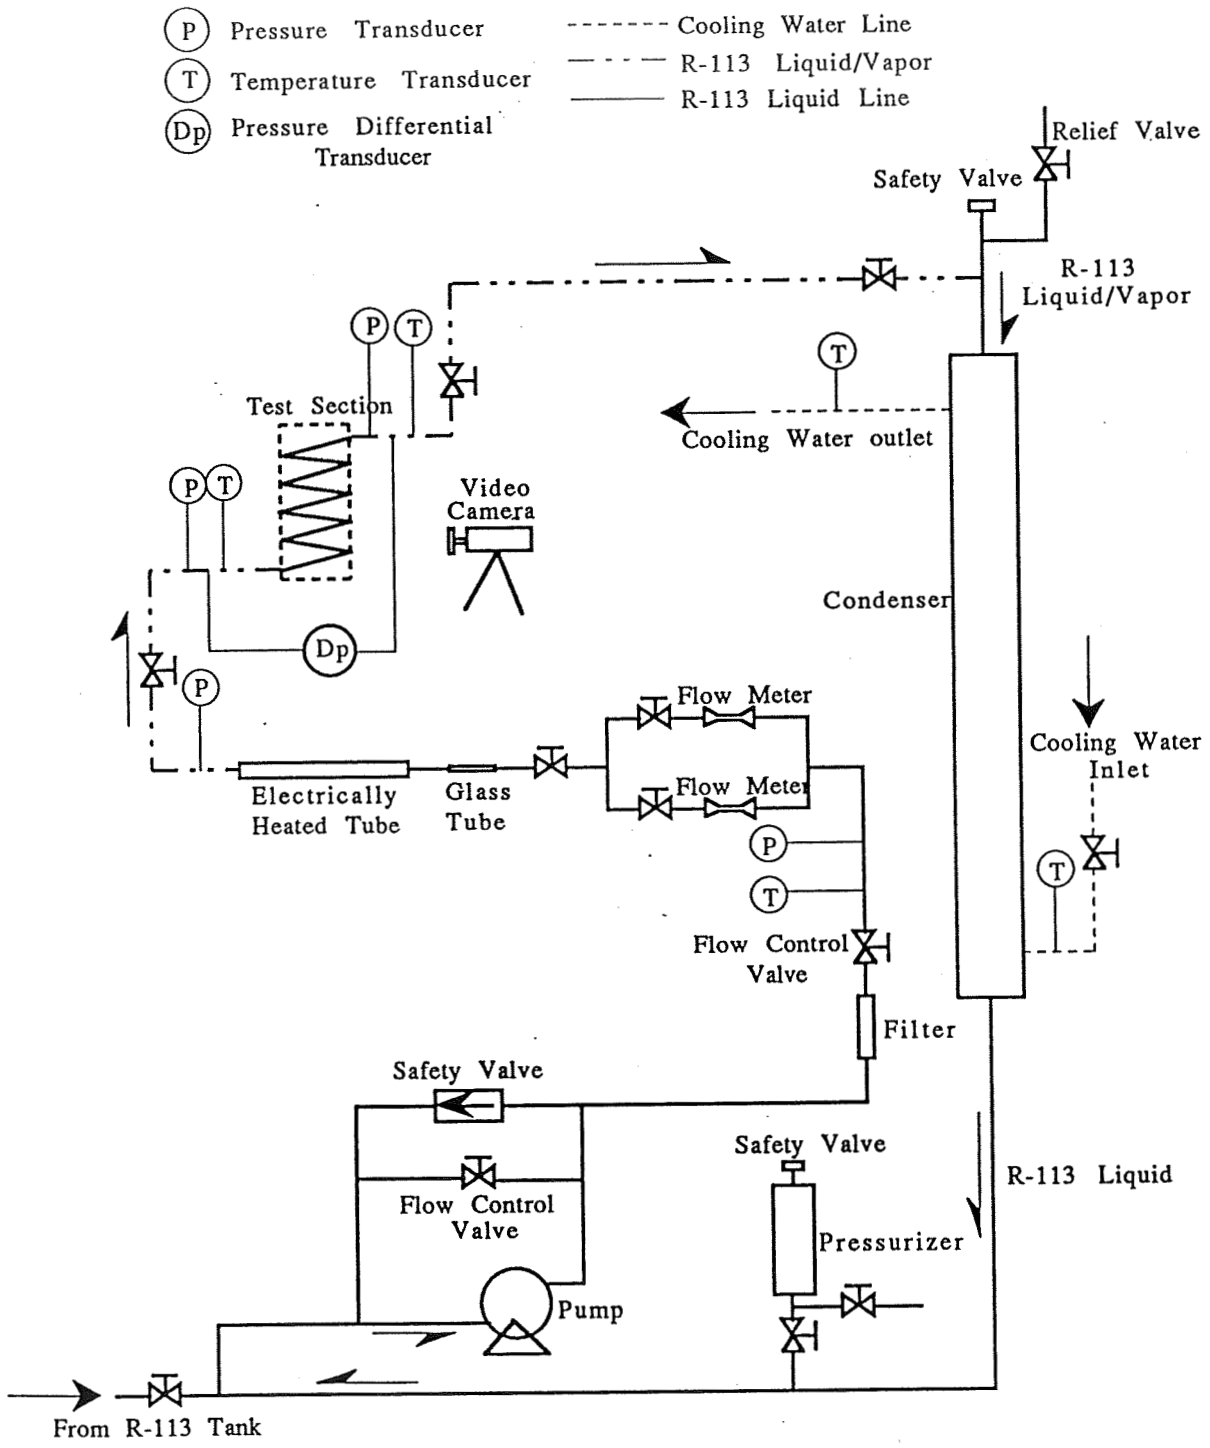 P Pressure Transducer
T Temperature Transducer
Dp Pressure Differential
Transducer
Cooling Water Line
R-113 Liquid/Vapor
R-113 Liquid Line
Relief Valve
Safety Valve
R-113
Liquid/Vapor
P
T
T
Test Section
Cooling Water outlet
P
T
Video
Camera
Condenser
Dp
P
Flow Meter
Cooling Water
Inlet
Electrically
Heated Tube
Glass
Tube
Flow Meter
P
T
T
Flow Control
Valve
Filter
Safety Valve
Safety Valve
R-113 Liquid
Flow Control
Valve
Pressurizer
Pump
From R-113 Tank